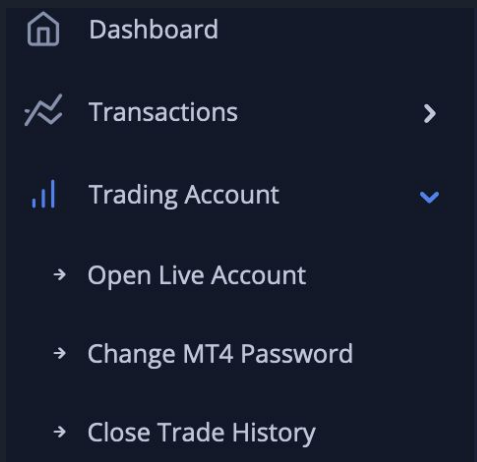 Dashboard
Transactions
Trading Account
Open Live Account
Change MT4 Password
Close Trade History